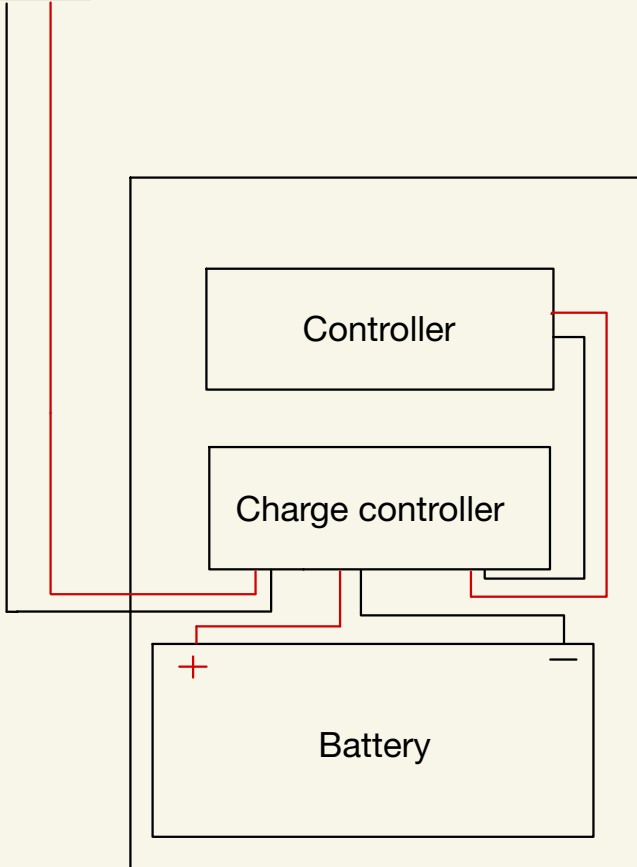 Controller
Charge controller
+
—
Battery